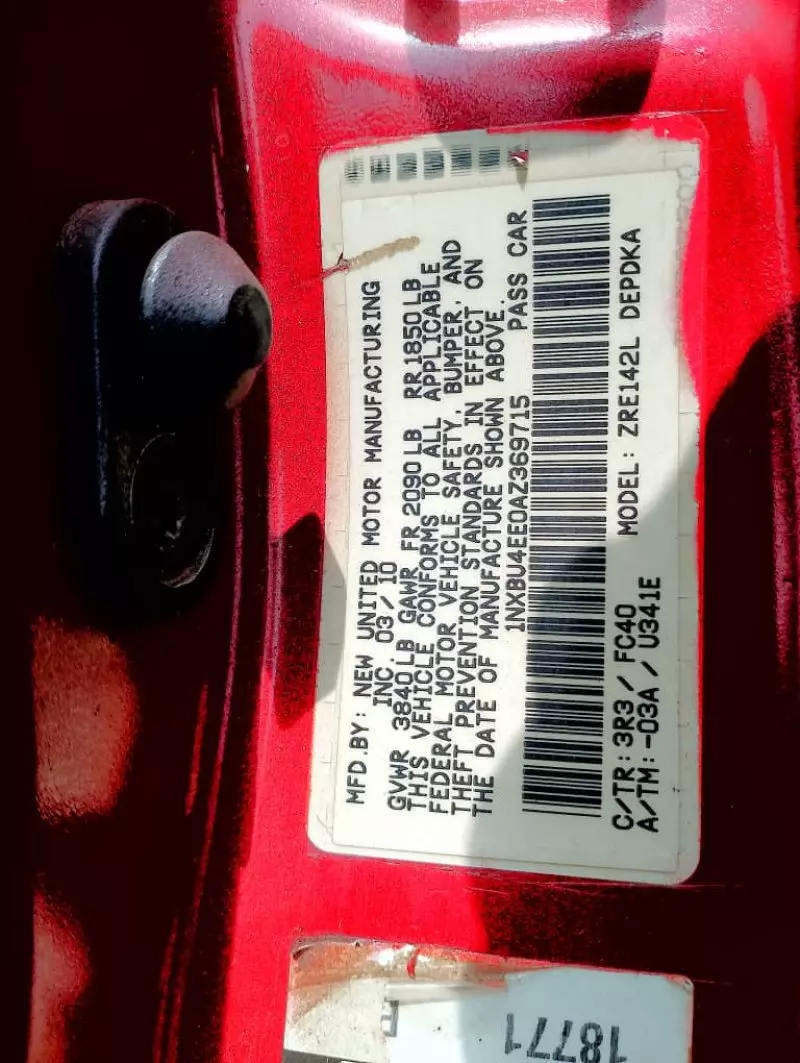 MFD.BY: NEW UNITED MOTOR MANUFACTURING
INC. 03/10
GVWR 3840LB GAWR FR 2090LB RR 1850LB
THIS VEHICLE CONFORMS TO ALL APPLICABLE
FEDERAL MOTOR VEHICLE SAFETY, BUMPER, AND
THEFT PREVENTION STANDARDS IN EFFECT ON
THE DATE OF MANUFACTURE SHOWN ABOVE.
1NXBU4EE0AZ369715 PASS CAR
C/TR:3R3/FC40 MODEL: ZRE142L DEPDKA
A/TM:-03A/U341E
18771